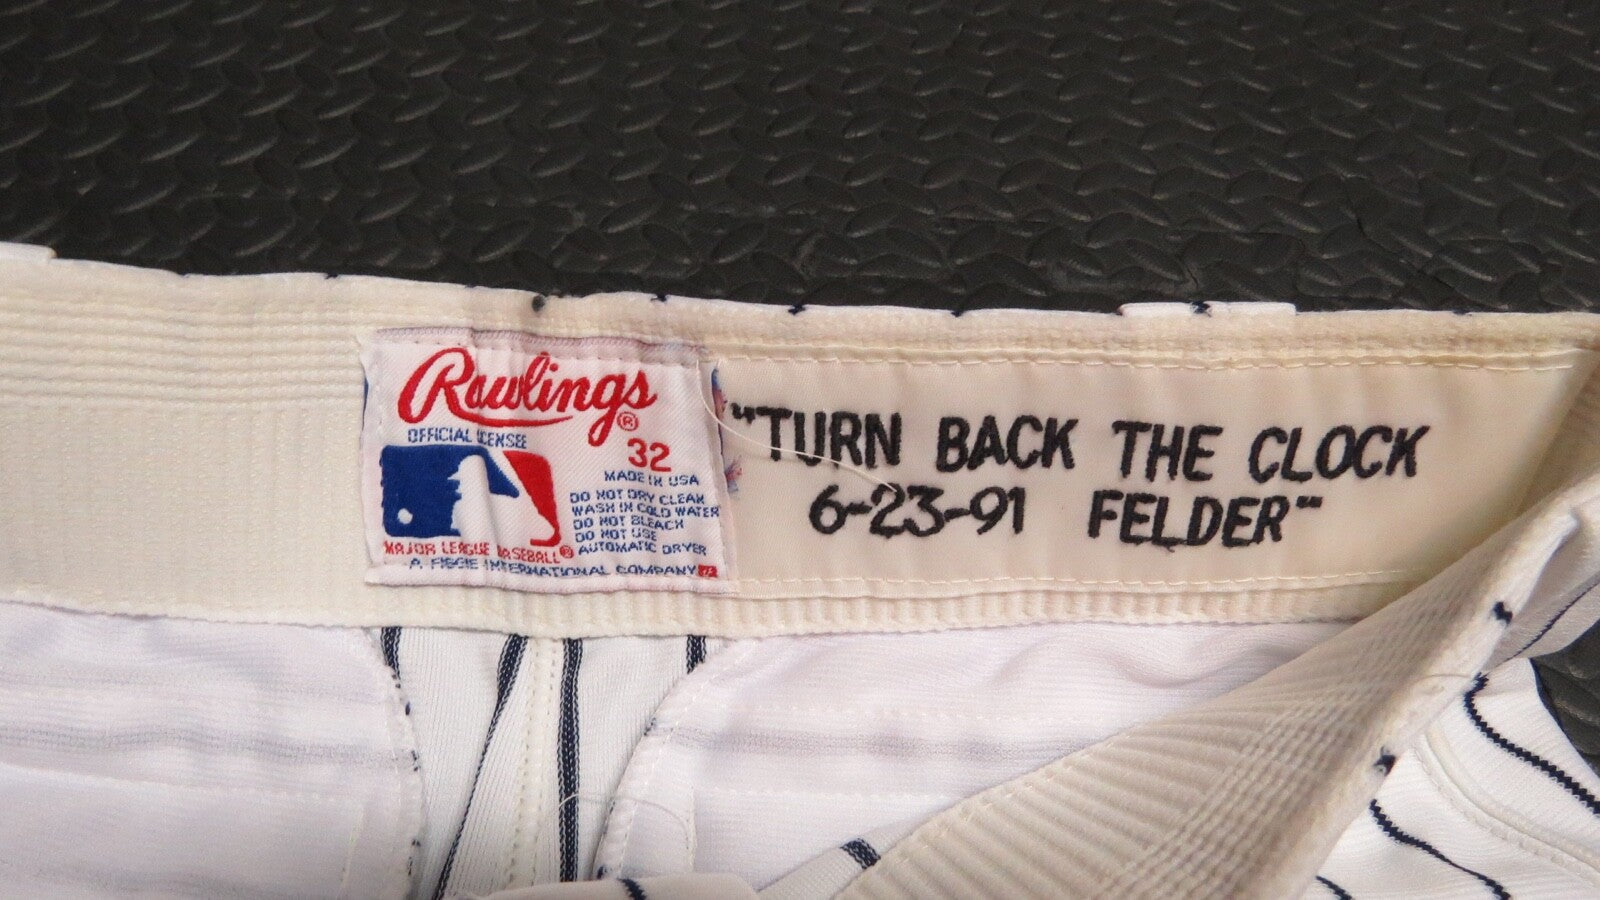 Rawlings®
OFFICIAL LICENSEE
32
MADE IN USA
DO NOT DRY CLEAN
WASH IN COLD WATER
DO NOT BLEACH
DO NOT USE
AUTOMATIC DRYER
MAJOR LEAGUE BASEBALL®
A FIGGIE INTERNATIONAL COMPANY
"TURN BACK THE CLOCK
6-23-91 FELDER"